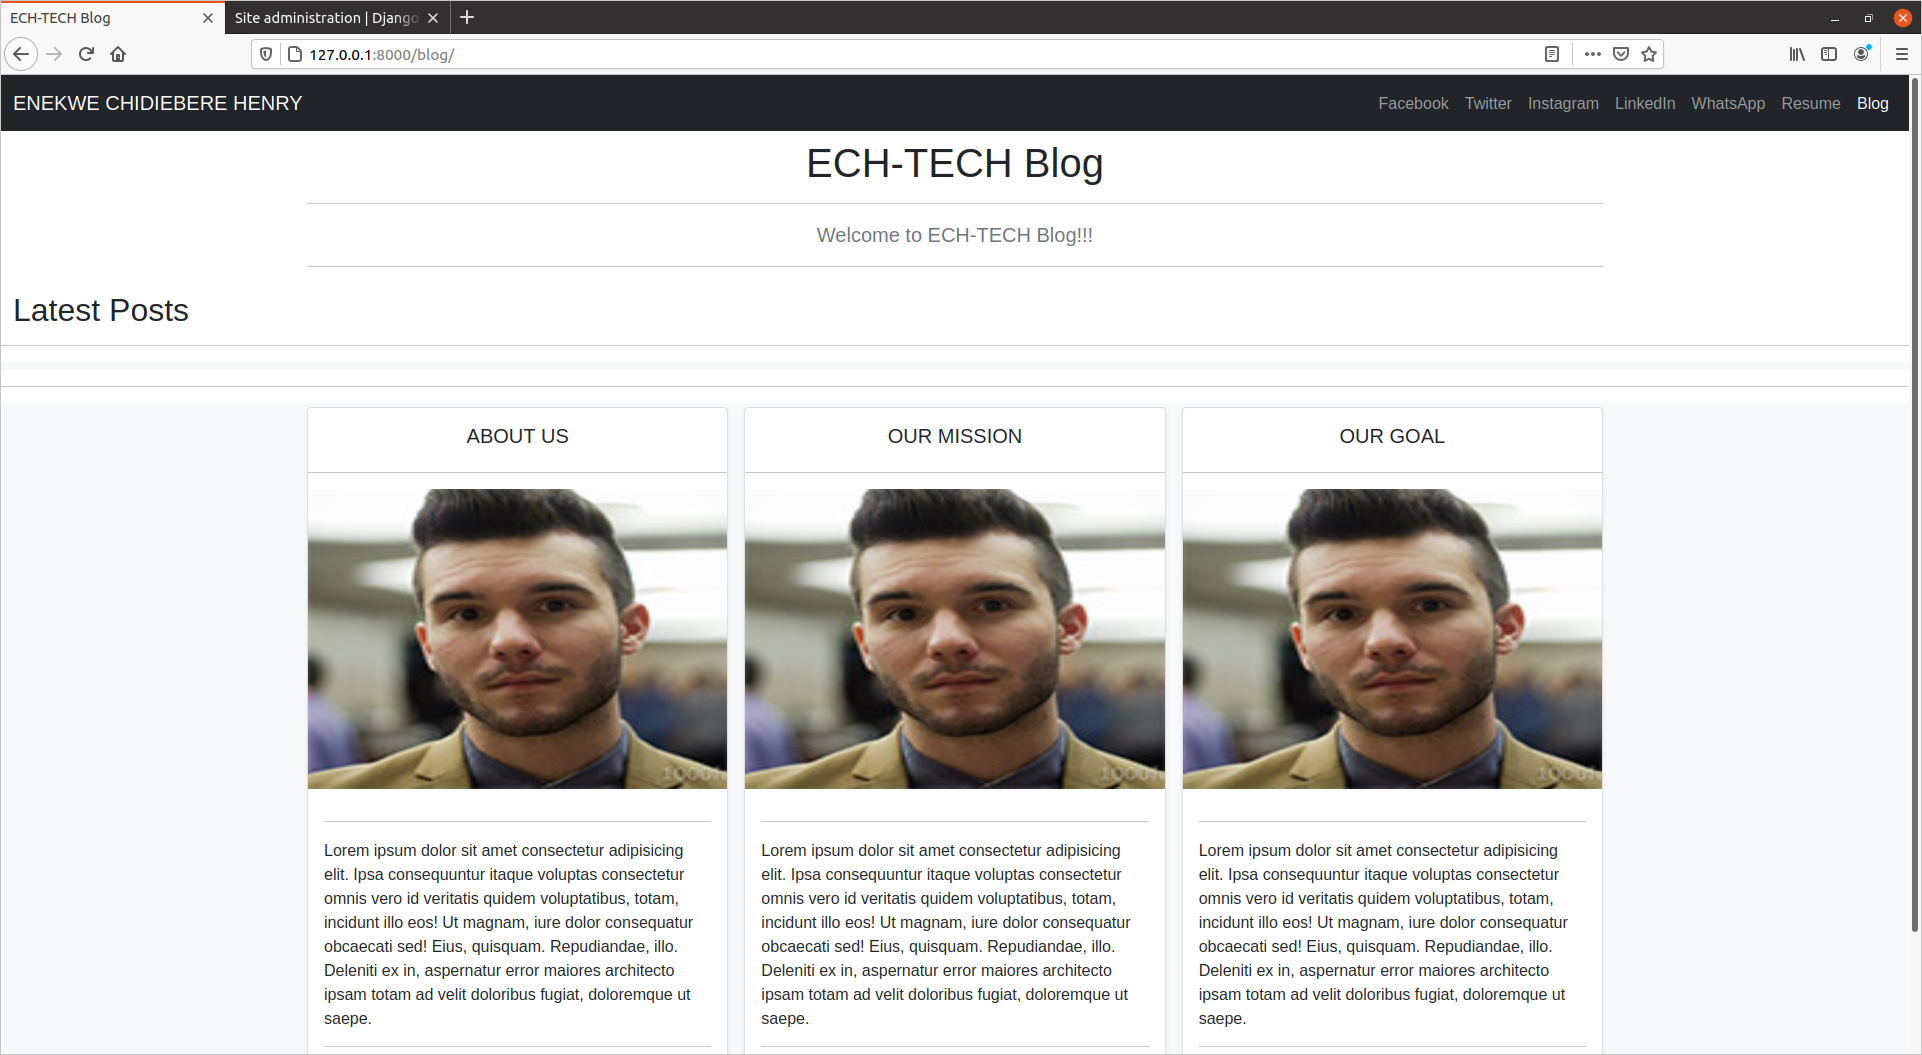 ECH-TECH Blog
Site administration | Django
127.0.0.1:8000/blog/
ENEKWE CHIDIEBERE HENRY
Facebook Twitter Instagram LinkedIn WhatsApp Resume Blog
ECH-TECH Blog
Welcome to ECH-TECH Blog!!!
Latest Posts
ABOUT US
Lorem ipsum dolor sit amet consectetur adipisicing
elit. Ipsa consequuntur itaque voluptas consectetur
omnis vero id veritatis quidem voluptatibus, totam,
incidunt illo eos! Ut magnam, iure dolor consequatur
obcaecati sed! Eius, quisquam. Repudiandae, illo.
Deleniti ex in, aspernatur error maiores architecto
ipsam totam ad velit doloribus fugiat, doloremque ut
saepe.
OUR MISSION
Lorem ipsum dolor sit amet consectetur adipisicing
elit. Ipsa consequuntur itaque voluptas consectetur
omnis vero id veritatis quidem voluptatibus, totam,
incidunt illo eos! Ut magnam, iure dolor consequatur
obcaecati sed! Eius, quisquam. Repudiandae, illo.
Deleniti ex in, aspernatur error maiores architecto
ipsam totam ad velit doloribus fugiat, doloremque ut
saepe.
OUR GOAL
Lorem ipsum dolor sit amet consectetur adipisicing
elit. Ipsa consequuntur itaque voluptas consectetur
omnis vero id veritatis quidem voluptatibus, totam,
incidunt illo eos! Ut magnam, iure dolor consequatur
obcaecati sed! Eius, quisquam. Repudiandae, illo.
Deleniti ex in, aspernatur error maiores architecto
ipsam totam ad velit doloribus fugiat, doloremque ut
saepe.